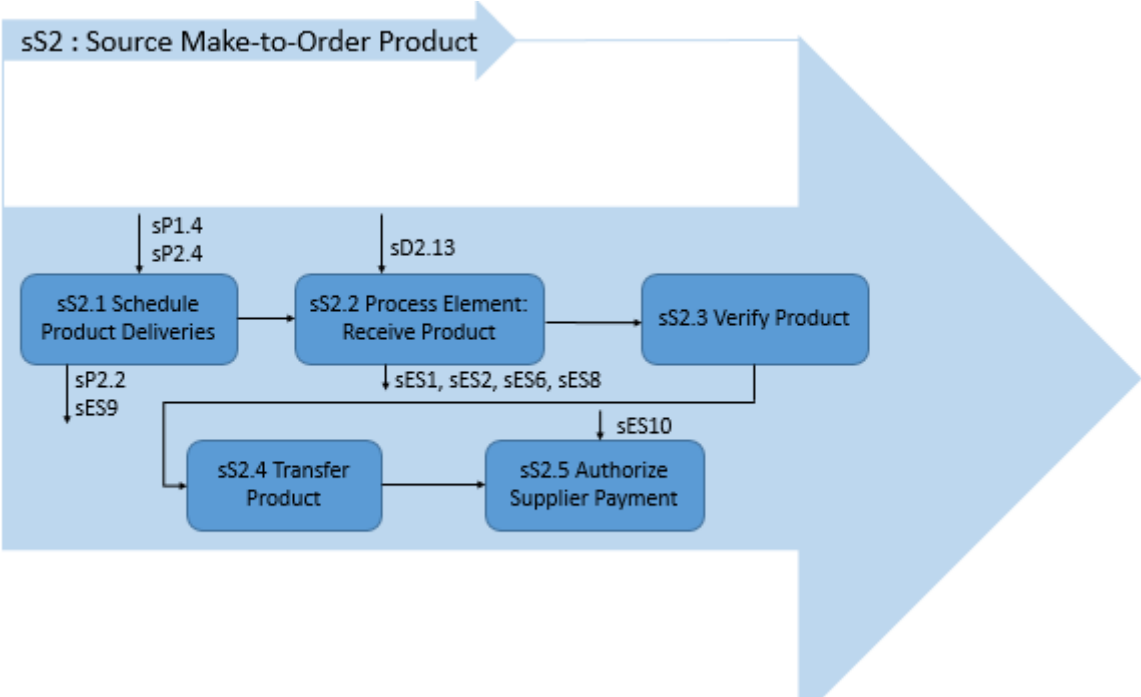 sS2 : Source Make-to-Order Product
sP1.4
sP2.4
sD2.13
sS2.1 Schedule
Product Deliveries
sS2.2 Process Element:
Receive Product
sS2.3 Verify Product
sP2.2
sES9
sES1, sES2, sES6, sES8
sES10
sS2.4 Transfer
Product
sS2.5 Authorize
Supplier Payment